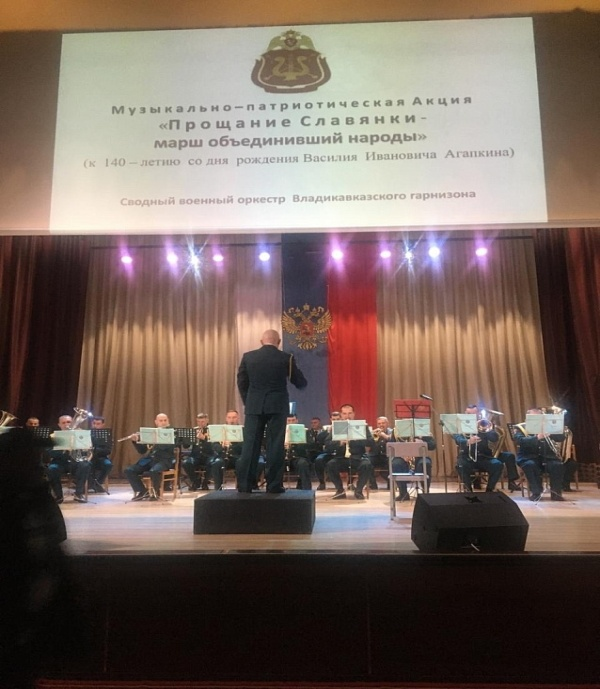 Музыкально–патриотическая Акция
«Прощание Славянки-
марш объединивший народы»
(к 140 – летию со дня рождения Василия Ивановича Агапкина)
Сводный военный оркестр Владикавказского гарнизона